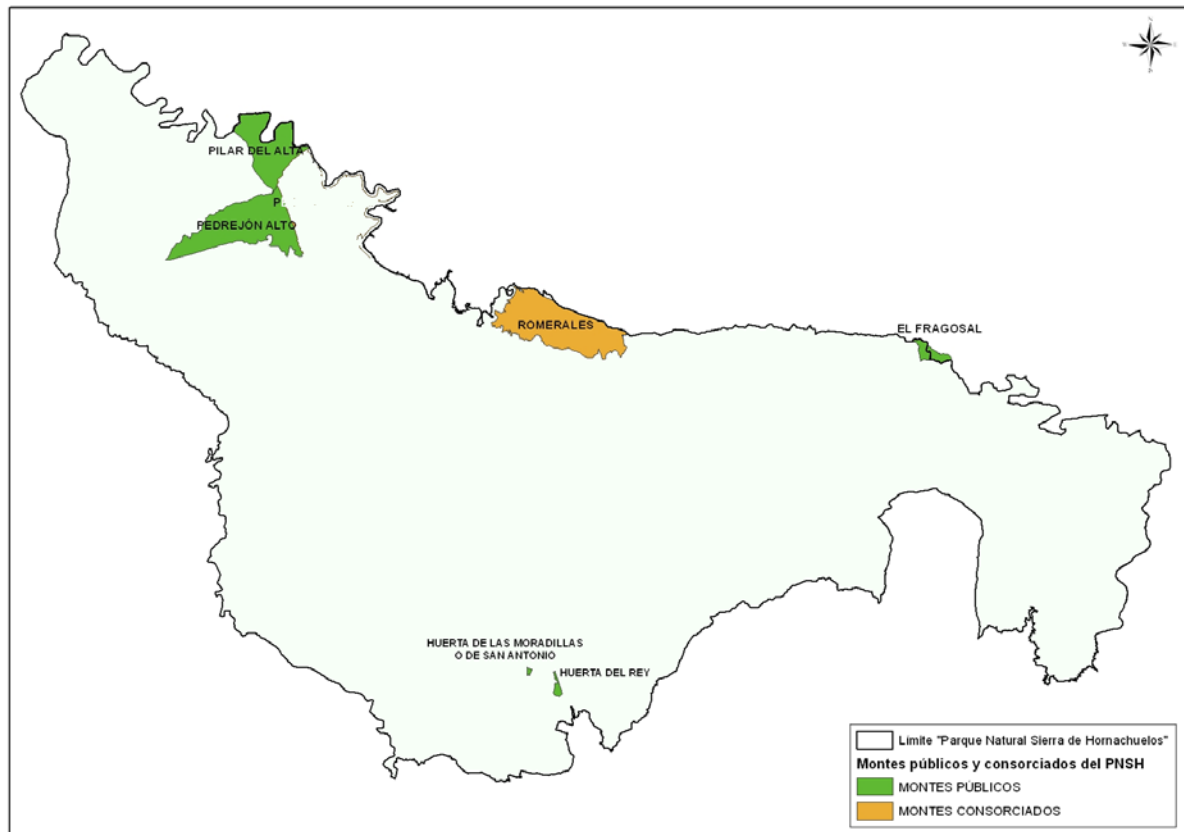 PILAR DEL ALTA
P
PEDREJÓN ALTO
ROMERALES
EL FRAGOSAL
HUERTA DE LAS MORADILLAS
O DE SAN ANTONIO
HUERTA DEL REY
Límite "Parque Natural Sierra de Hornachuelos"
Montes públicos y consorciados del PNSH
MONTES PÚBLICOS
MONTES CONSORCIADOS